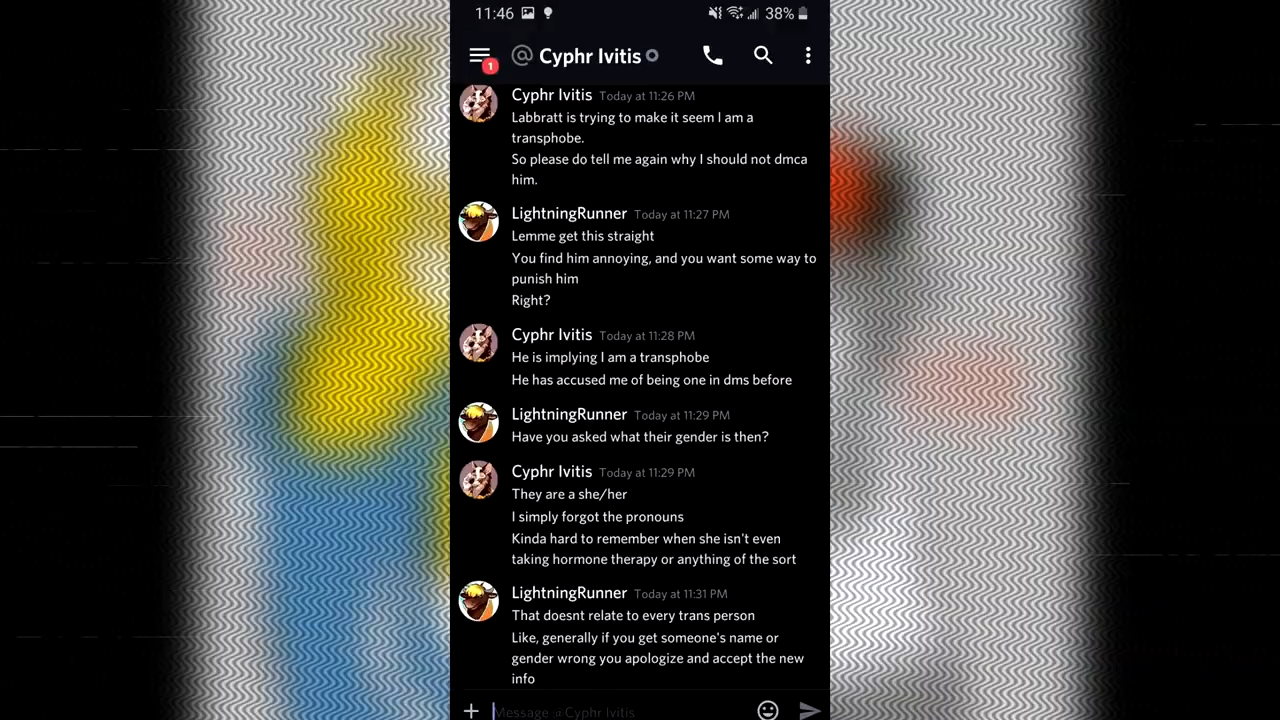 11:46
38%
1
@ Cyphr Ivitis
Cyphr Ivitis Today at 11:26 PM
Labbratt is trying to make it seem I am a
transphobe.
So please do tell me again why I should not dmca
him.
LightningRunner Today at 11:27 PM
Lemme get this straight
You find him annoying, and you want some way to
punish him
Right?
Cyphr Ivitis Today at 11:28 PM
He is implying I am a transphobe
He has accused me of being one in dms before
LightningRunner Today at 11:29 PM
Have you asked what their gender is then?
Cyphr Ivitis Today at 11:29 PM
They are a she/her
I simply forgot the pronouns
Kinda hard to remember when she isn't even
taking hormone therapy or anything of the sort
LightningRunner Today at 11:31 PM
That doesnt relate to every trans person
Like, generally if you get someone's name or
gender wrong you apologize and accept the new
info
Message @Cyphr Ivitis